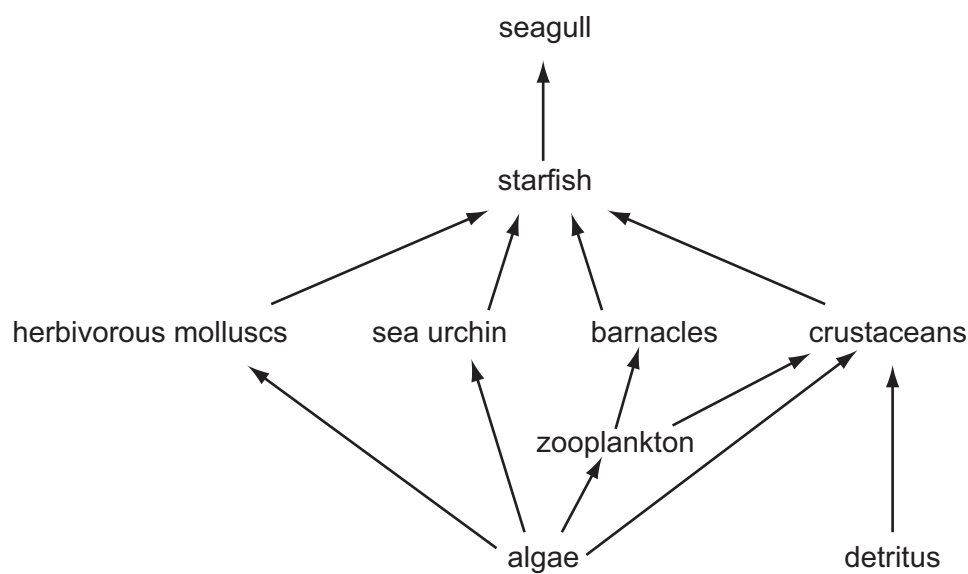 seagull
starfish
herbivorous molluscs
sea urchin
barnacles
crustaceans
zooplankton
algae
detritus